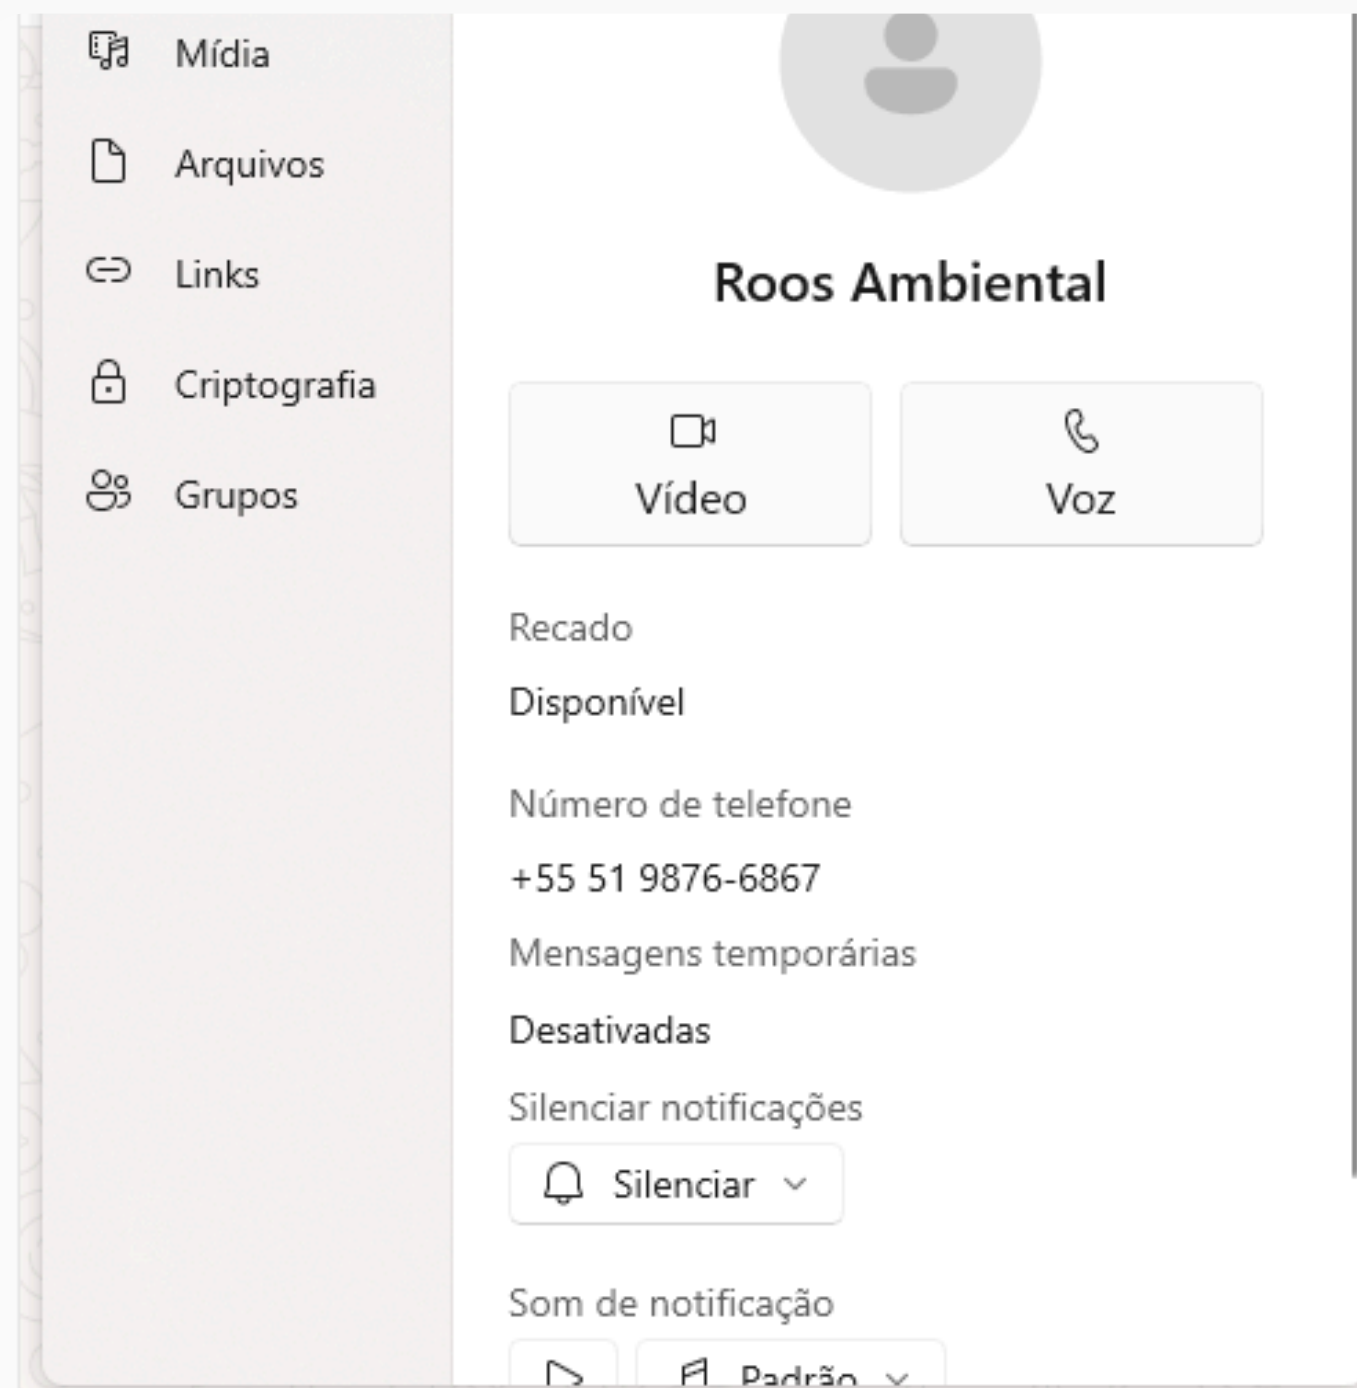 Mídia
Arquivos
Links
Criptografia
Grupos
Roos Ambiental
Vídeo
Voz
Recado
Disponível
Número de telefone
+55 51 9876-6867
Mensagens temporárias
Desativadas
Silenciar notificações
Silenciar
Som de notificação
Padrão